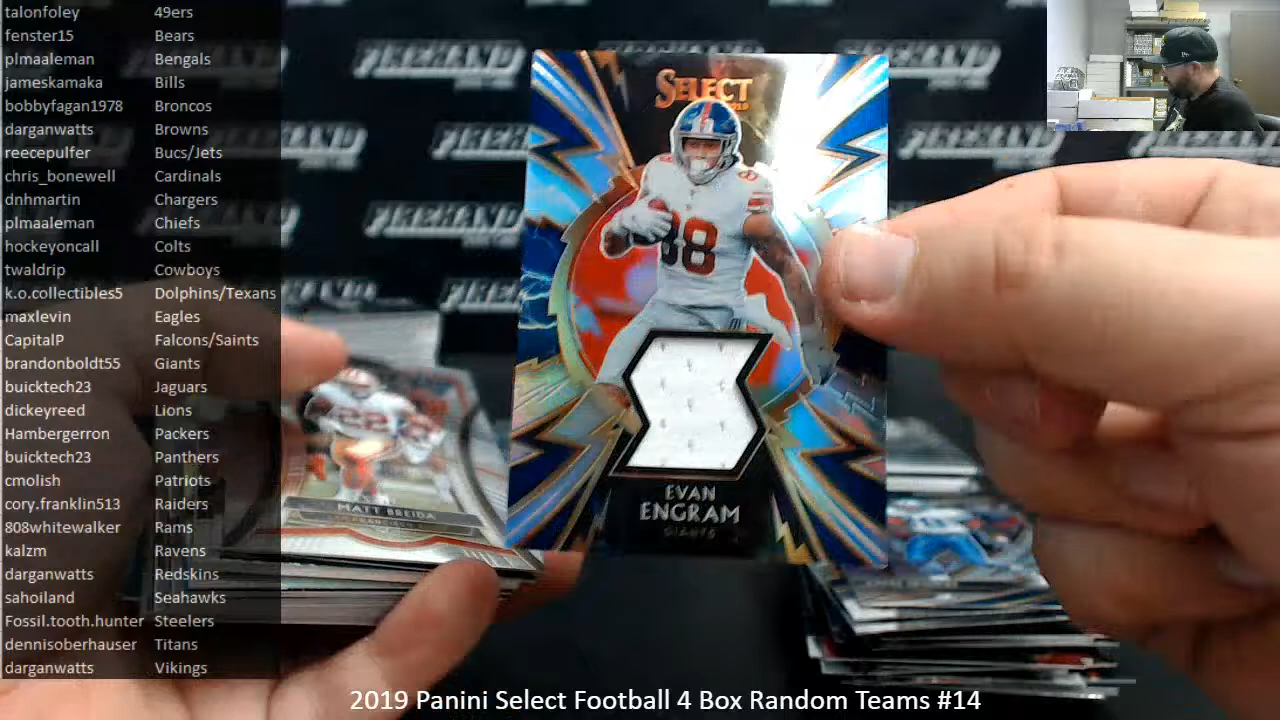 talonfoley 49ers
fenster15 Bears
plmaaleman Bengals
jameskamaka Bills
bobbyfagan1978 Broncos
darganwatts Browns
reecepulfer Bucs/Jets
chris_bonewell Cardinals
dnhmartin Chargers
plmaaleman Chiefs
hockeyoncall Colts
twaldrip Cowboys
k.o.collectibles5 Dolphins/Texans
maxlevin Eagles
CapitalP Falcons/Saints
brandonboldt55 Giants
buicktech23 Jaguars
dickeyreed Lions
Hambergerron Packers
buicktech23 Panthers
cmolish Patriots
cory.franklin513 Raiders
808whitewalker Rams
kalzm Ravens
darganwatts Redskins
sahoiland Seahawks
Fossil.tooth.hunter Steelers
dennisoberhauser Titans
darganwatts Vikings
SELECT
2019
88
EVAN
ENGRAM
GIANTS
22
MATT BREIDA
2019 Panini Select Football 4 Box Random Teams #14